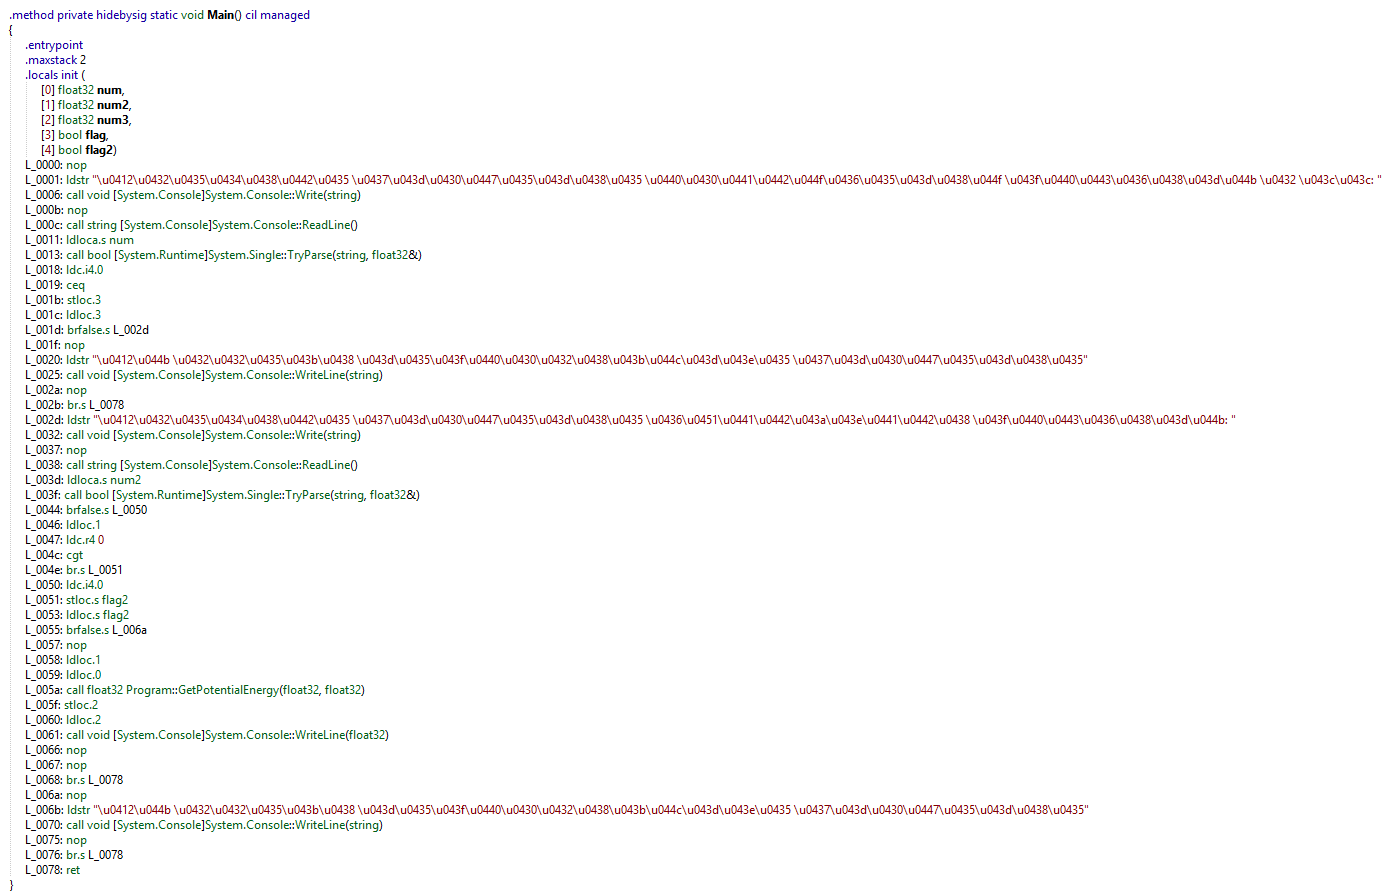 .method private hidebysig static void Main() cil managed
{
.entrypoint
.maxstack 2
.locals init (
[0] float32 num,
[1] float32 num2,
[2] float32 num3,
[3] bool flag,
[4] bool flag2)
L_0000: nop
L_0001: ldstr "\u0412\u0432\u0435\u0434\u0438\u0442\u0435 \u0437\u043d\u0430\u0447\u0435\u043d\u0438\u0435 \u0440\u0430\u0441\u0442\u044f\u0436\u0435\u043d\u0438\u044f \u043f\u0440\u0443\u0436\u0438\u043d\u044b \u0432 \u043c\u043c: "
L_0006: call void [System.Console]System.Console::Write(string)
L_000b: nop
L_000c: call string [System.Console]System.Console::ReadLine()
L_0011: ldloca.s num
L_0013: call bool [System.Runtime]System.Single::TryParse(string, float32&)
L_0018: ldc.i4.0
L_0019: ceq
L_001b: stloc.3
L_001c: ldloc.3
L_001d: brfalse.s L_002d
L_001f: nop
L_0020: ldstr "\u0412\u044b \u0432\u0432\u0435\u043b\u0438 \u043d\u0435\u043f\u0440\u0430\u0432\u0438\u043b\u044c\u043d\u043e\u0435 \u0437\u043d\u0430\u0447\u0435\u043d\u0438\u0435"
L_0025: call void [System.Console]System.Console::WriteLine(string)
L_002a: nop
L_002b: br.s L_0078
L_002d: ldstr "\u0412\u0432\u0435\u0434\u0438\u0442\u0435 \u0437\u043d\u0430\u0447\u0435\u043d\u0438\u0435 \u0436\u0451\u0441\u0442\u043a\u043e\u0441\u0442\u0438 \u043f\u0440\u0443\u0436\u0438\u043d\u044b: "
L_0032: call void [System.Console]System.Console::Write(string)
L_0037: nop
L_0038: call string [System.Console]System.Console::ReadLine()
L_003d: ldloca.s num2
L_003f: call bool [System.Runtime]System.Single::TryParse(string, float32&)
L_0044: brfalse.s L_0050
L_0046: ldloc.1
L_0047: ldc.r4 0
L_004c: cgt
L_004e: br.s L_0051
L_0050: ldc.i4.0
L_0051: stloc.s flag2
L_0053: ldloc.s flag2
L_0055: brfalse.s L_006a
L_0057: nop
L_0058: ldloc.1
L_0059: ldloc.0
L_005a: call float32 Program::GetPotentialEnergy(float32, float32)
L_005f: stloc.2
L_0060: ldloc.2
L_0061: call void [System.Console]System.Console::WriteLine(float32)
L_0066: nop
L_0067: nop
L_0068: br.s L_0078
L_006a: nop
L_006b: ldstr "\u0412\u044b \u0432\u0432\u0435\u043b\u0438 \u043d\u0435\u043f\u0440\u0430\u0432\u0438\u043b\u044c\u043d\u043e\u0435 \u0437\u043d\u0430\u0447\u0435\u043d\u0438\u0435"
L_0070: call void [System.Console]System.Console::WriteLine(string)
L_0075: nop
L_0076: br.s L_0078
L_0078: ret
}